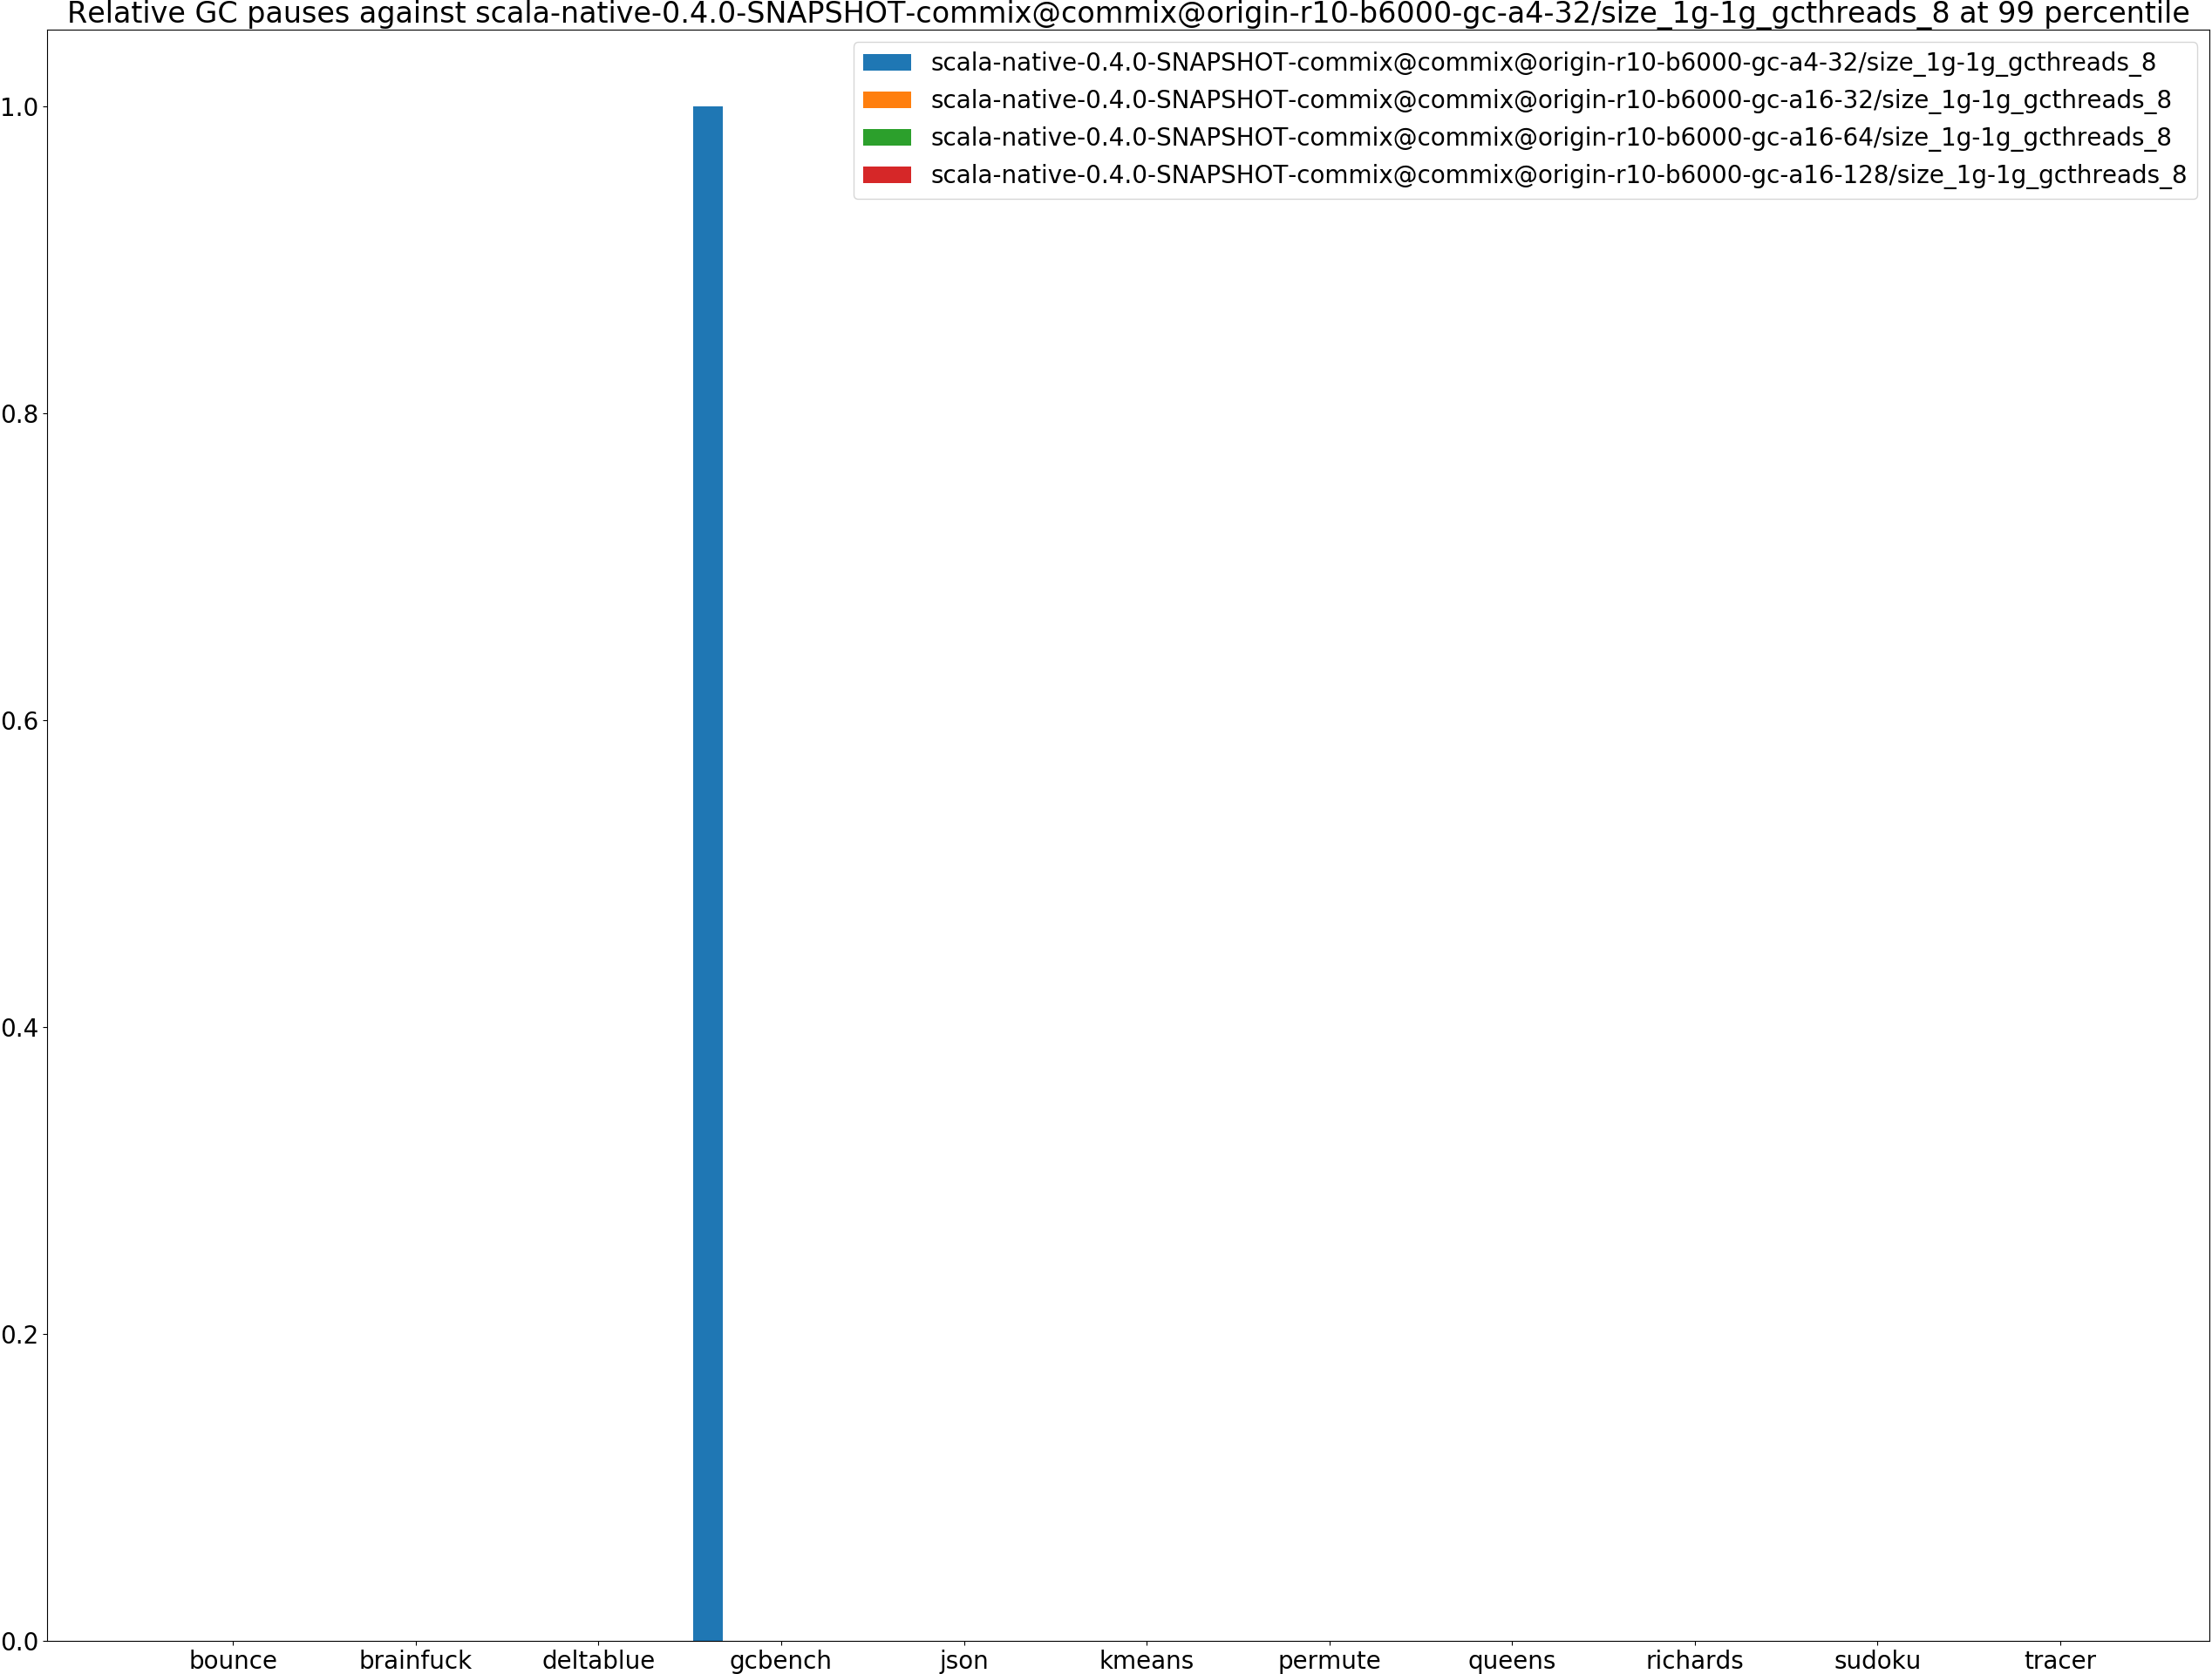 Relative GC pauses against scala-native-0.4.0-SNAPSHOT-commix@commix@origin-r10-b6000-gc-a4-32/size_1g-1g_gcthreads_8 at 99 percentile
scala-native-0.4.0-SNAPSHOT-commix@commix@origin-r10-b6000-gc-a4-32/size_1g-1g_gcthreads_8
scala-native-0.4.0-SNAPSHOT-commix@commix@origin-r10-b6000-gc-a16-32/size_1g-1g_gcthreads_8
scala-native-0.4.0-SNAPSHOT-commix@commix@origin-r10-b6000-gc-a16-64/size_1g-1g_gcthreads_8
scala-native-0.4.0-SNAPSHOT-commix@commix@origin-r10-b6000-gc-a16-128/size_1g-1g_gcthreads_8
1.0
0.8
0.6
0.4
0.2
0.0
bounce brainfuck deltablue gcbench json kmeans permute queens richards sudoku tracer